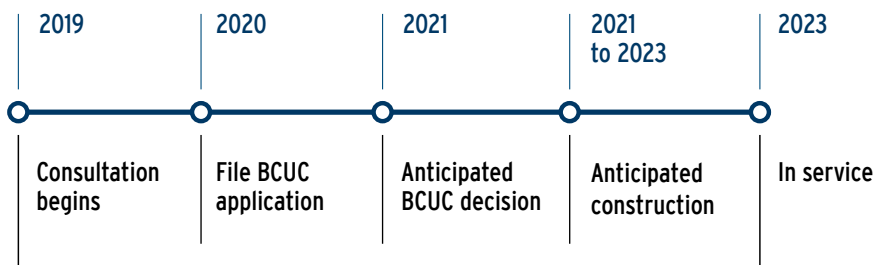 2019
2020
2021
2021
to 2023
2023
Consultation
begins
File BCUC
application
Anticipated
BCUC decision
Anticipated
construction
In service